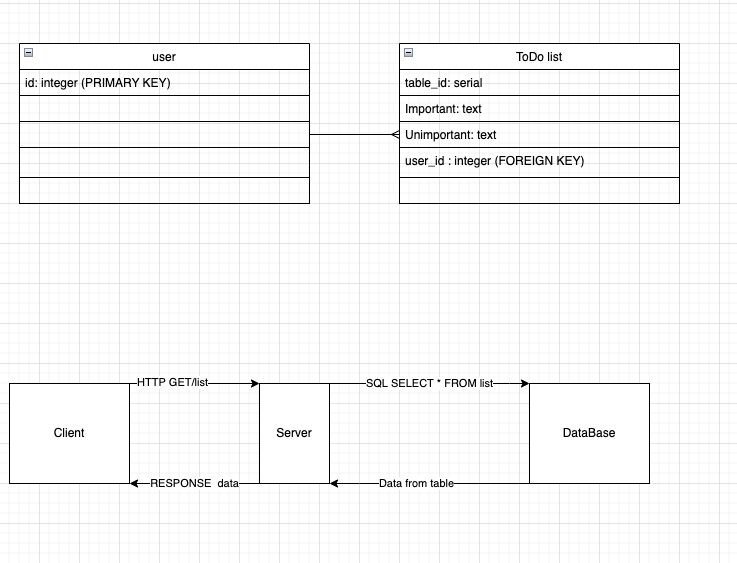 user
id: integer (PRIMARY KEY)
ToDo list
table_id: serial
Important: text
Unimportant: text
user_id : integer (FOREIGN KEY)
HTTP GET/list
SQL SELECT * FROM list
Client
Server
DataBase
RESPONSE data
Data from table